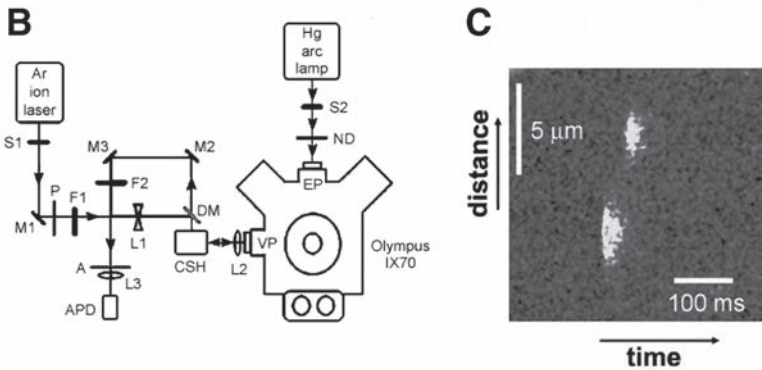 B
Ar
ion
laser
Hg
arc
lamp
S1
S2
M3
M2
ND
F2
P
F1
EP
M1
DM
L1
VP
Olympus
IX70
CSH
L2
A
L3
APD
C
5 μm
distance
100 ms
time